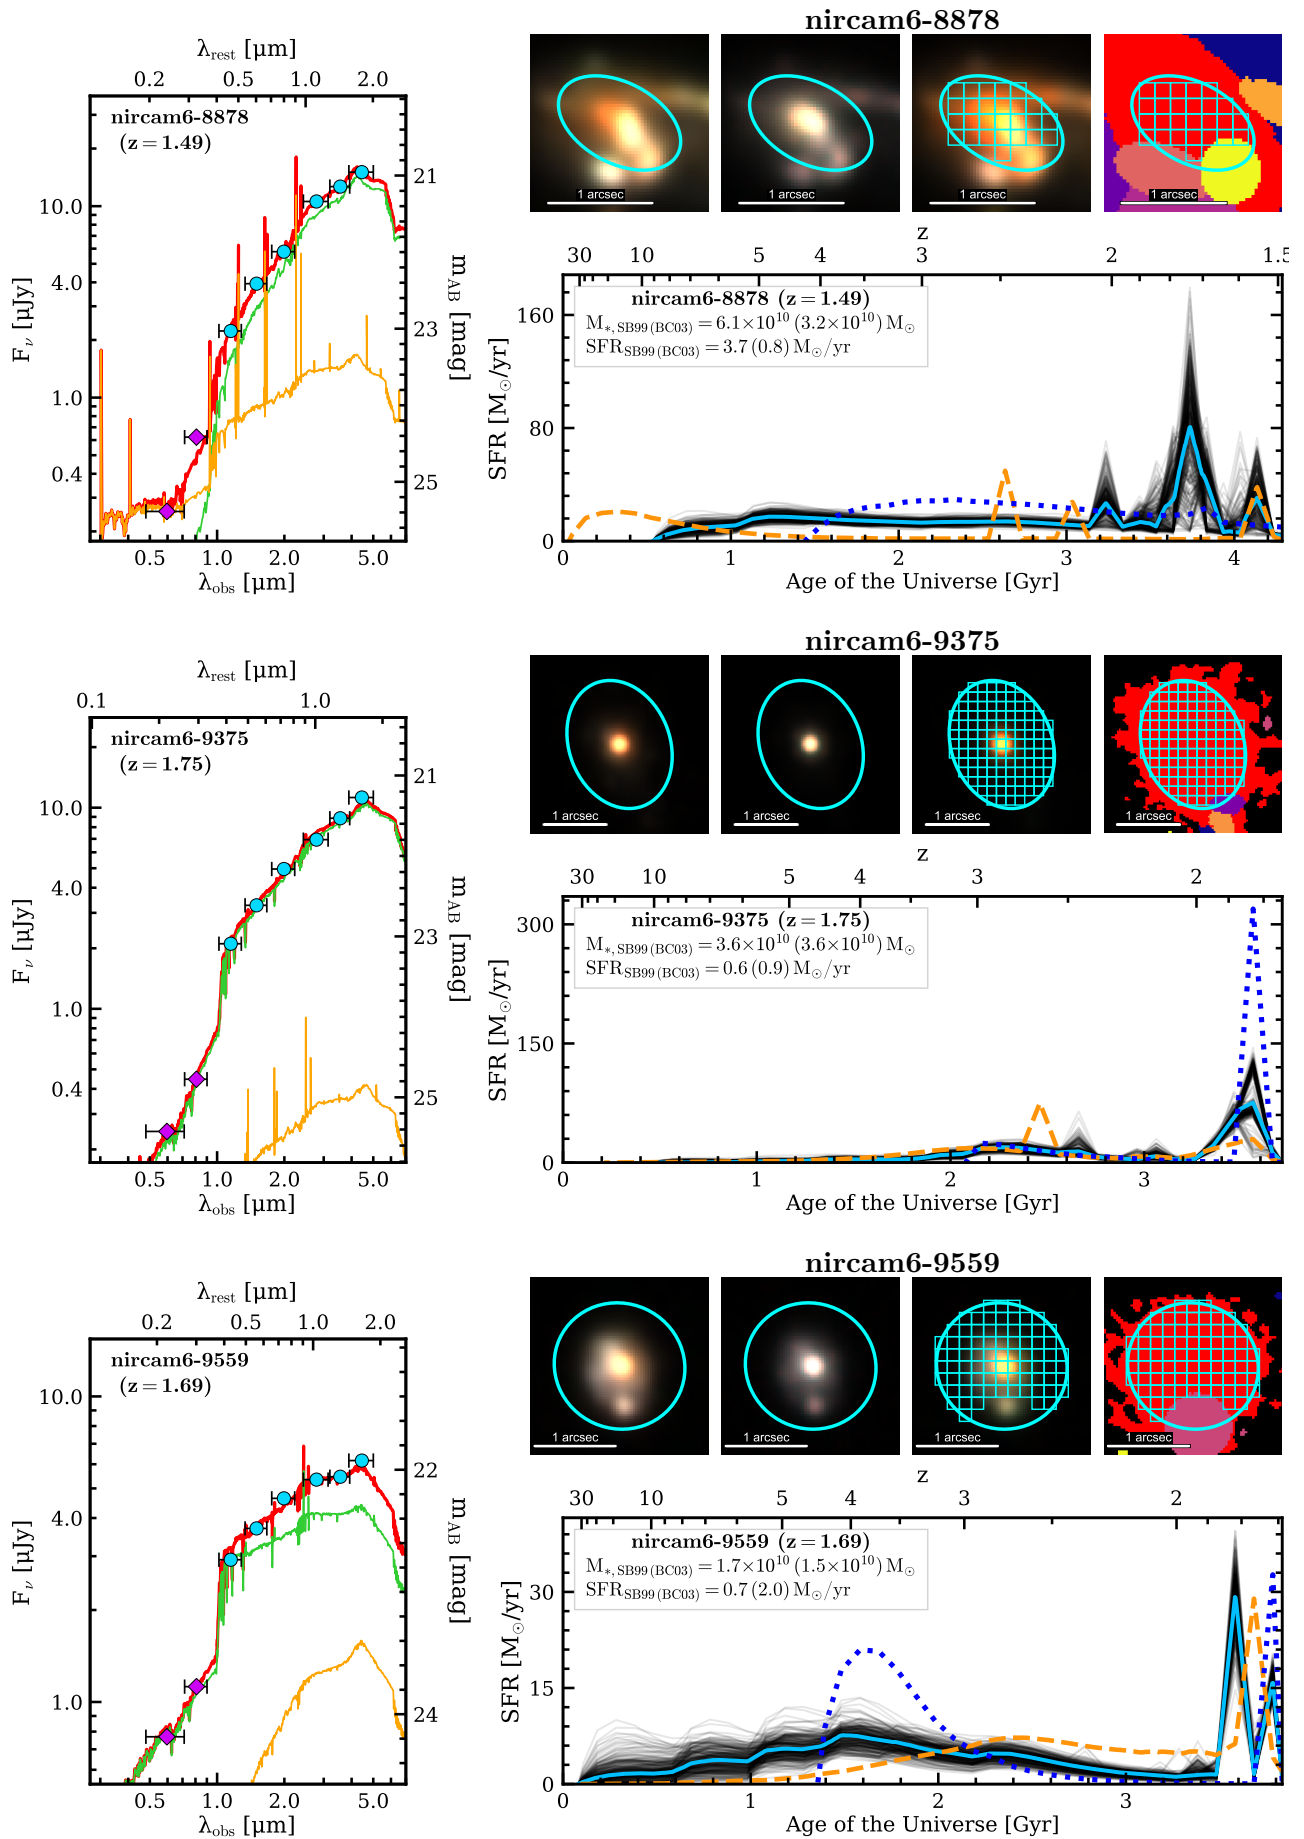 nircam6-8878
λrest [µm]
0.2 0.5 1.0 2.0
nircam6-8878
(z = 1.49)
10.0
4.0
1.0
0.4
Fν [µJy]
21
23
25
mAB [mag]
0.5 1.0 2.0 5.0
λobs [µm]
1 arcsec
1 arcsec
1 arcsec
1 arcsec
z
30 10 5 4 3 2 1.5
nircam6-8878 (z = 1.49)
M*,SB99(BC03) = 6.1×10^10 (3.2×10^10) M⊙
SFRSB99(BC03) = 3.7 (0.8) M⊙/yr
160
80
0
SFR [M⊙/yr]
1 2 3 4
Age of the Universe [Gyr]
nircam6-9375
λrest [µm]
0.1 1.0
nircam6-9375
(z = 1.75)
10.0
4.0
1.0
0.4
Fν [µJy]
21
23
25
mAB [mag]
0.5 1.0 2.0 5.0
λobs [µm]
1 arcsec
1 arcsec
1 arcsec
1 arcsec
z
30 10 5 4 3 2
nircam6-9375 (z = 1.75)
M*,SB99(BC03) = 3.6×10^10 (3.6×10^10) M⊙
SFRSB99(BC03) = 0.6 (0.9) M⊙/yr
300
150
0
SFR [M⊙/yr]
0 1 2 3
Age of the Universe [Gyr]
nircam6-9559
λrest [µm]
0.2 0.5 1.0 2.0
nircam6-9559
(z = 1.69)
10.0
4.0
1.0
Fν [µJy]
22
24
mAB [mag]
0.5 1.0 2.0 5.0
λobs [µm]
1 arcsec
1 arcsec
1 arcsec
1 arcsec
z
30 10 5 4 3 2
nircam6-9559 (z = 1.69)
M*,SB99(BC03) = 1.7×10^10 (1.5×10^10) M⊙
SFRSB99(BC03) = 0.7 (2.0) M⊙/yr
30
15
0
SFR [M⊙/yr]
0 1 2 3
Age of the Universe [Gyr]